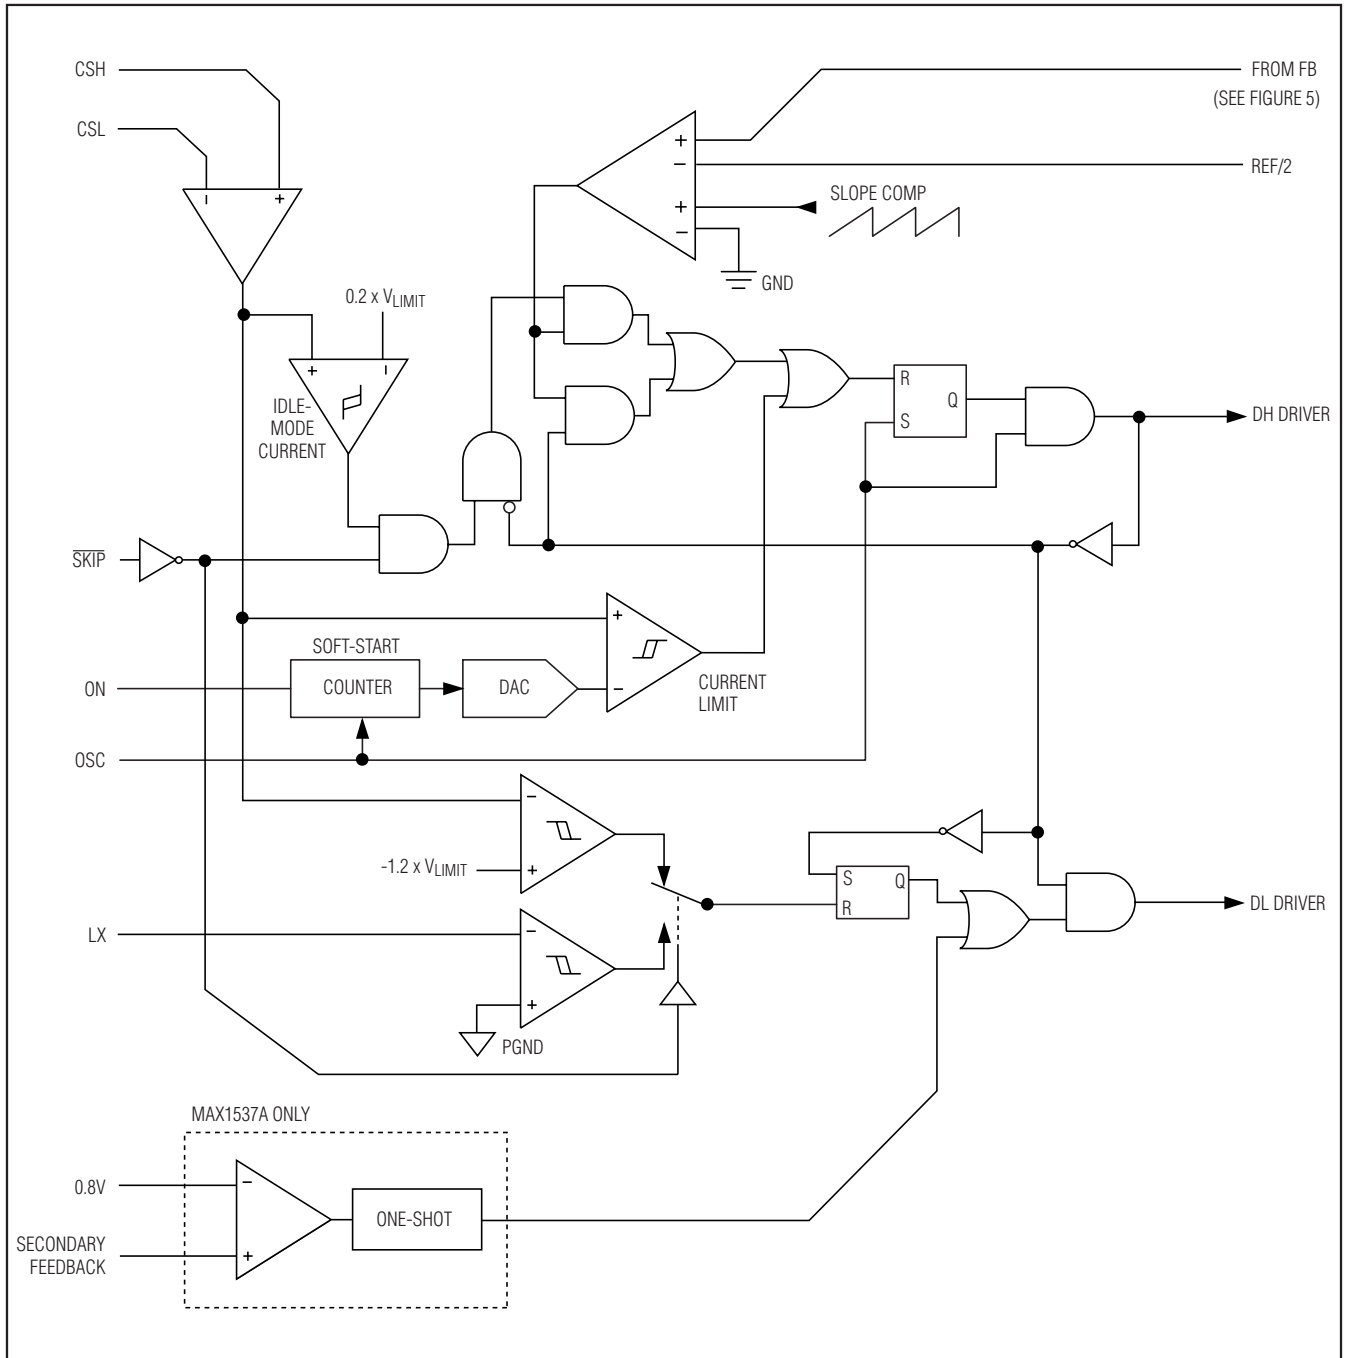 CSH
FROM FB
(SEE FIGURE 5)
CSL
−
+
+
−
REF/2
+
SLOPE COMP
−
GND
0.2 x VLIMIT
+
−
IDLE-
MODE
CURRENT
R
Q
S
DH DRIVER
SKIP
+
SOFT-START
ON
COUNTER
DAC
−
CURRENT
LIMIT
OSC
−
-1.2 x VLIMIT
+
S
Q
R
DL DRIVER
LX
−
+
PGND
MAX1537A ONLY
0.8V
−
ONE-SHOT
SECONDARY
FEEDBACK
+